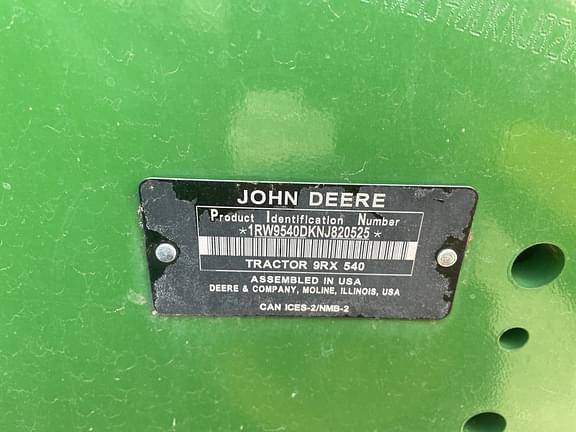 JOHN DEERE
Product Identification Number
*1RW9540DKNJ820525*
TRACTOR 9RX 540
ASSEMBLED IN USA
DEERE & COMPANY, MOLINE, ILLINOIS, USA
CAN ICES-2/NMB-2